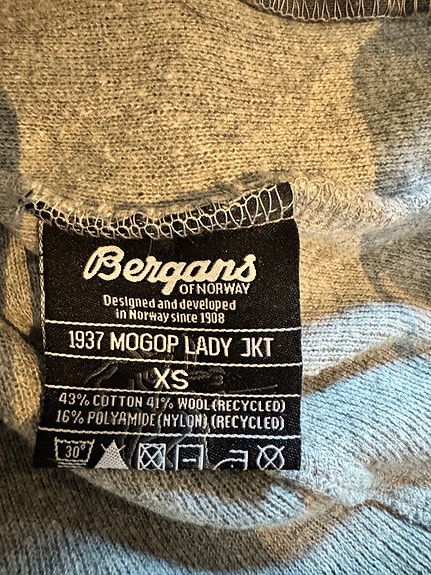 Bergans
OF NORWAY
Designed and developed
in Norway since 1908
1937 MOGOP LADY JKT
XS
43% COTTON 41% WOOL (RECYCLED)
16% POLYAMIDE (NYLON) (RECYCLED)
30°